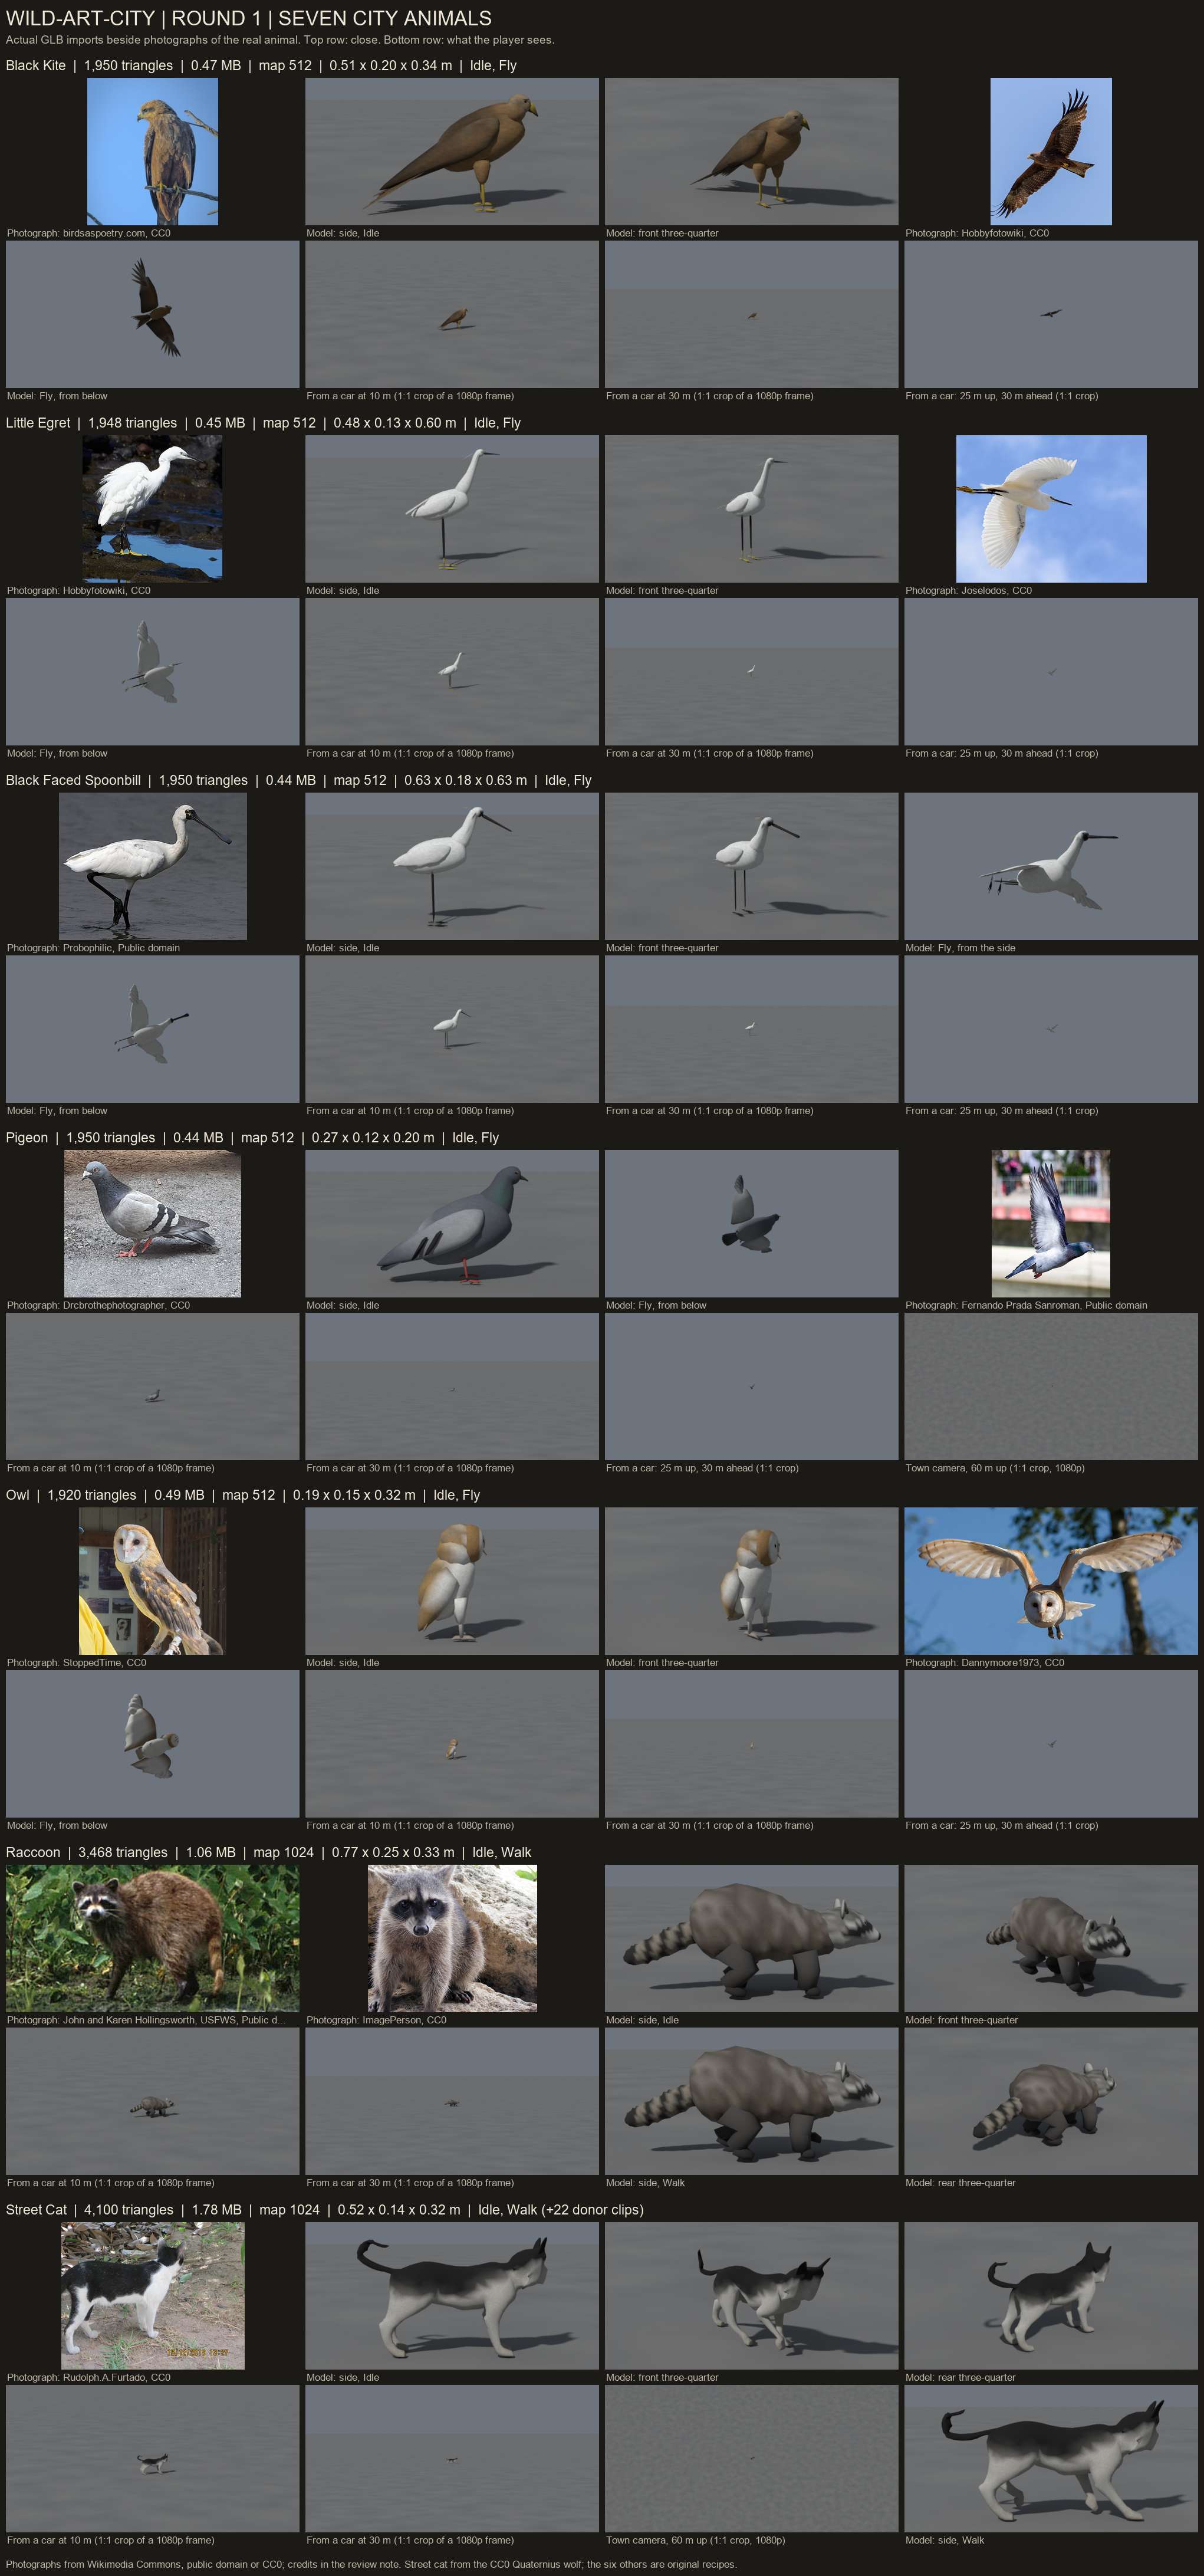 WILD-ART-CITY | ROUND 1 | SEVEN CITY ANIMALS
Actual GLB imports beside photographs of the real animal. Top row: close. Bottom row: what the player sees.
Black Kite | 1,950 triangles | 0.47 MB | map 512 | 0.51 x 0.20 x 0.34 m | Idle, Fly
Photograph: birdsaspoetry.com, CC0
Model: side, Idle
Model: front three-quarter
Photograph: Hobbyfotowiki, CC0
Model: Fly, from below
From a car at 10 m (1:1 crop of a 1080p frame)
From a car at 30 m (1:1 crop of a 1080p frame)
From a car: 25 m up, 30 m ahead (1:1 crop)
Little Egret | 1,948 triangles | 0.45 MB | map 512 | 0.48 x 0.13 x 0.60 m | Idle, Fly
Photograph: Hobbyfotowiki, CC0
Model: side, Idle
Model: front three-quarter
Photograph: Joselodos, CC0
Model: Fly, from below
From a car at 10 m (1:1 crop of a 1080p frame)
From a car at 30 m (1:1 crop of a 1080p frame)
From a car: 25 m up, 30 m ahead (1:1 crop)
Black Faced Spoonbill | 1,950 triangles | 0.44 MB | map 512 | 0.63 x 0.18 x 0.63 m | Idle, Fly
Photograph: Probophilic, Public domain
Model: side, Idle
Model: front three-quarter
Model: Fly, from the side
Model: Fly, from below
From a car at 10 m (1:1 crop of a 1080p frame)
From a car at 30 m (1:1 crop of a 1080p frame)
From a car: 25 m up, 30 m ahead (1:1 crop)
Pigeon | 1,950 triangles | 0.44 MB | map 512 | 0.27 x 0.12 x 0.20 m | Idle, Fly
Photograph: Drcbrothephotographer, CC0
Model: side, Idle
Model: Fly, from below
Photograph: Fernando Prada Sanroman, Public domain
From a car at 10 m (1:1 crop of a 1080p frame)
From a car at 30 m (1:1 crop of a 1080p frame)
From a car: 25 m up, 30 m ahead (1:1 crop)
Town camera, 60 m up (1:1 crop, 1080p)
Owl | 1,920 triangles | 0.49 MB | map 512 | 0.19 x 0.15 x 0.32 m | Idle, Fly
Photograph: StoppedTime, CC0
Model: side, Idle
Model: front three-quarter
Photograph: Dannymoore1973, CC0
Model: Fly, from below
From a car at 10 m (1:1 crop of a 1080p frame)
From a car at 30 m (1:1 crop of a 1080p frame)
From a car: 25 m up, 30 m ahead (1:1 crop)
Raccoon | 3,468 triangles | 1.06 MB | map 1024 | 0.77 x 0.25 x 0.33 m | Idle, Walk
Photograph: John and Karen Hollingsworth, USFWS, Public d...
Photograph: ImagePerson, CC0
Model: side, Idle
Model: front three-quarter
From a car at 10 m (1:1 crop of a 1080p frame)
From a car at 30 m (1:1 crop of a 1080p frame)
Model: side, Walk
Model: rear three-quarter
Street Cat | 4,100 triangles | 1.78 MB | map 1024 | 0.52 x 0.14 x 0.32 m | Idle, Walk (+22 donor clips)
Photograph: Rudolph.A.Furtado, CC0
Model: side, Idle
Model: front three-quarter
Model: rear three-quarter
From a car at 10 m (1:1 crop of a 1080p frame)
From a car at 30 m (1:1 crop of a 1080p frame)
Town camera, 60 m up (1:1 crop, 1080p)
Model: side, Walk
Photographs from Wikimedia Commons, public domain or CC0; credits in the review note. Street cat from the CC0 Quaternius wolf; the six others are original recipes.